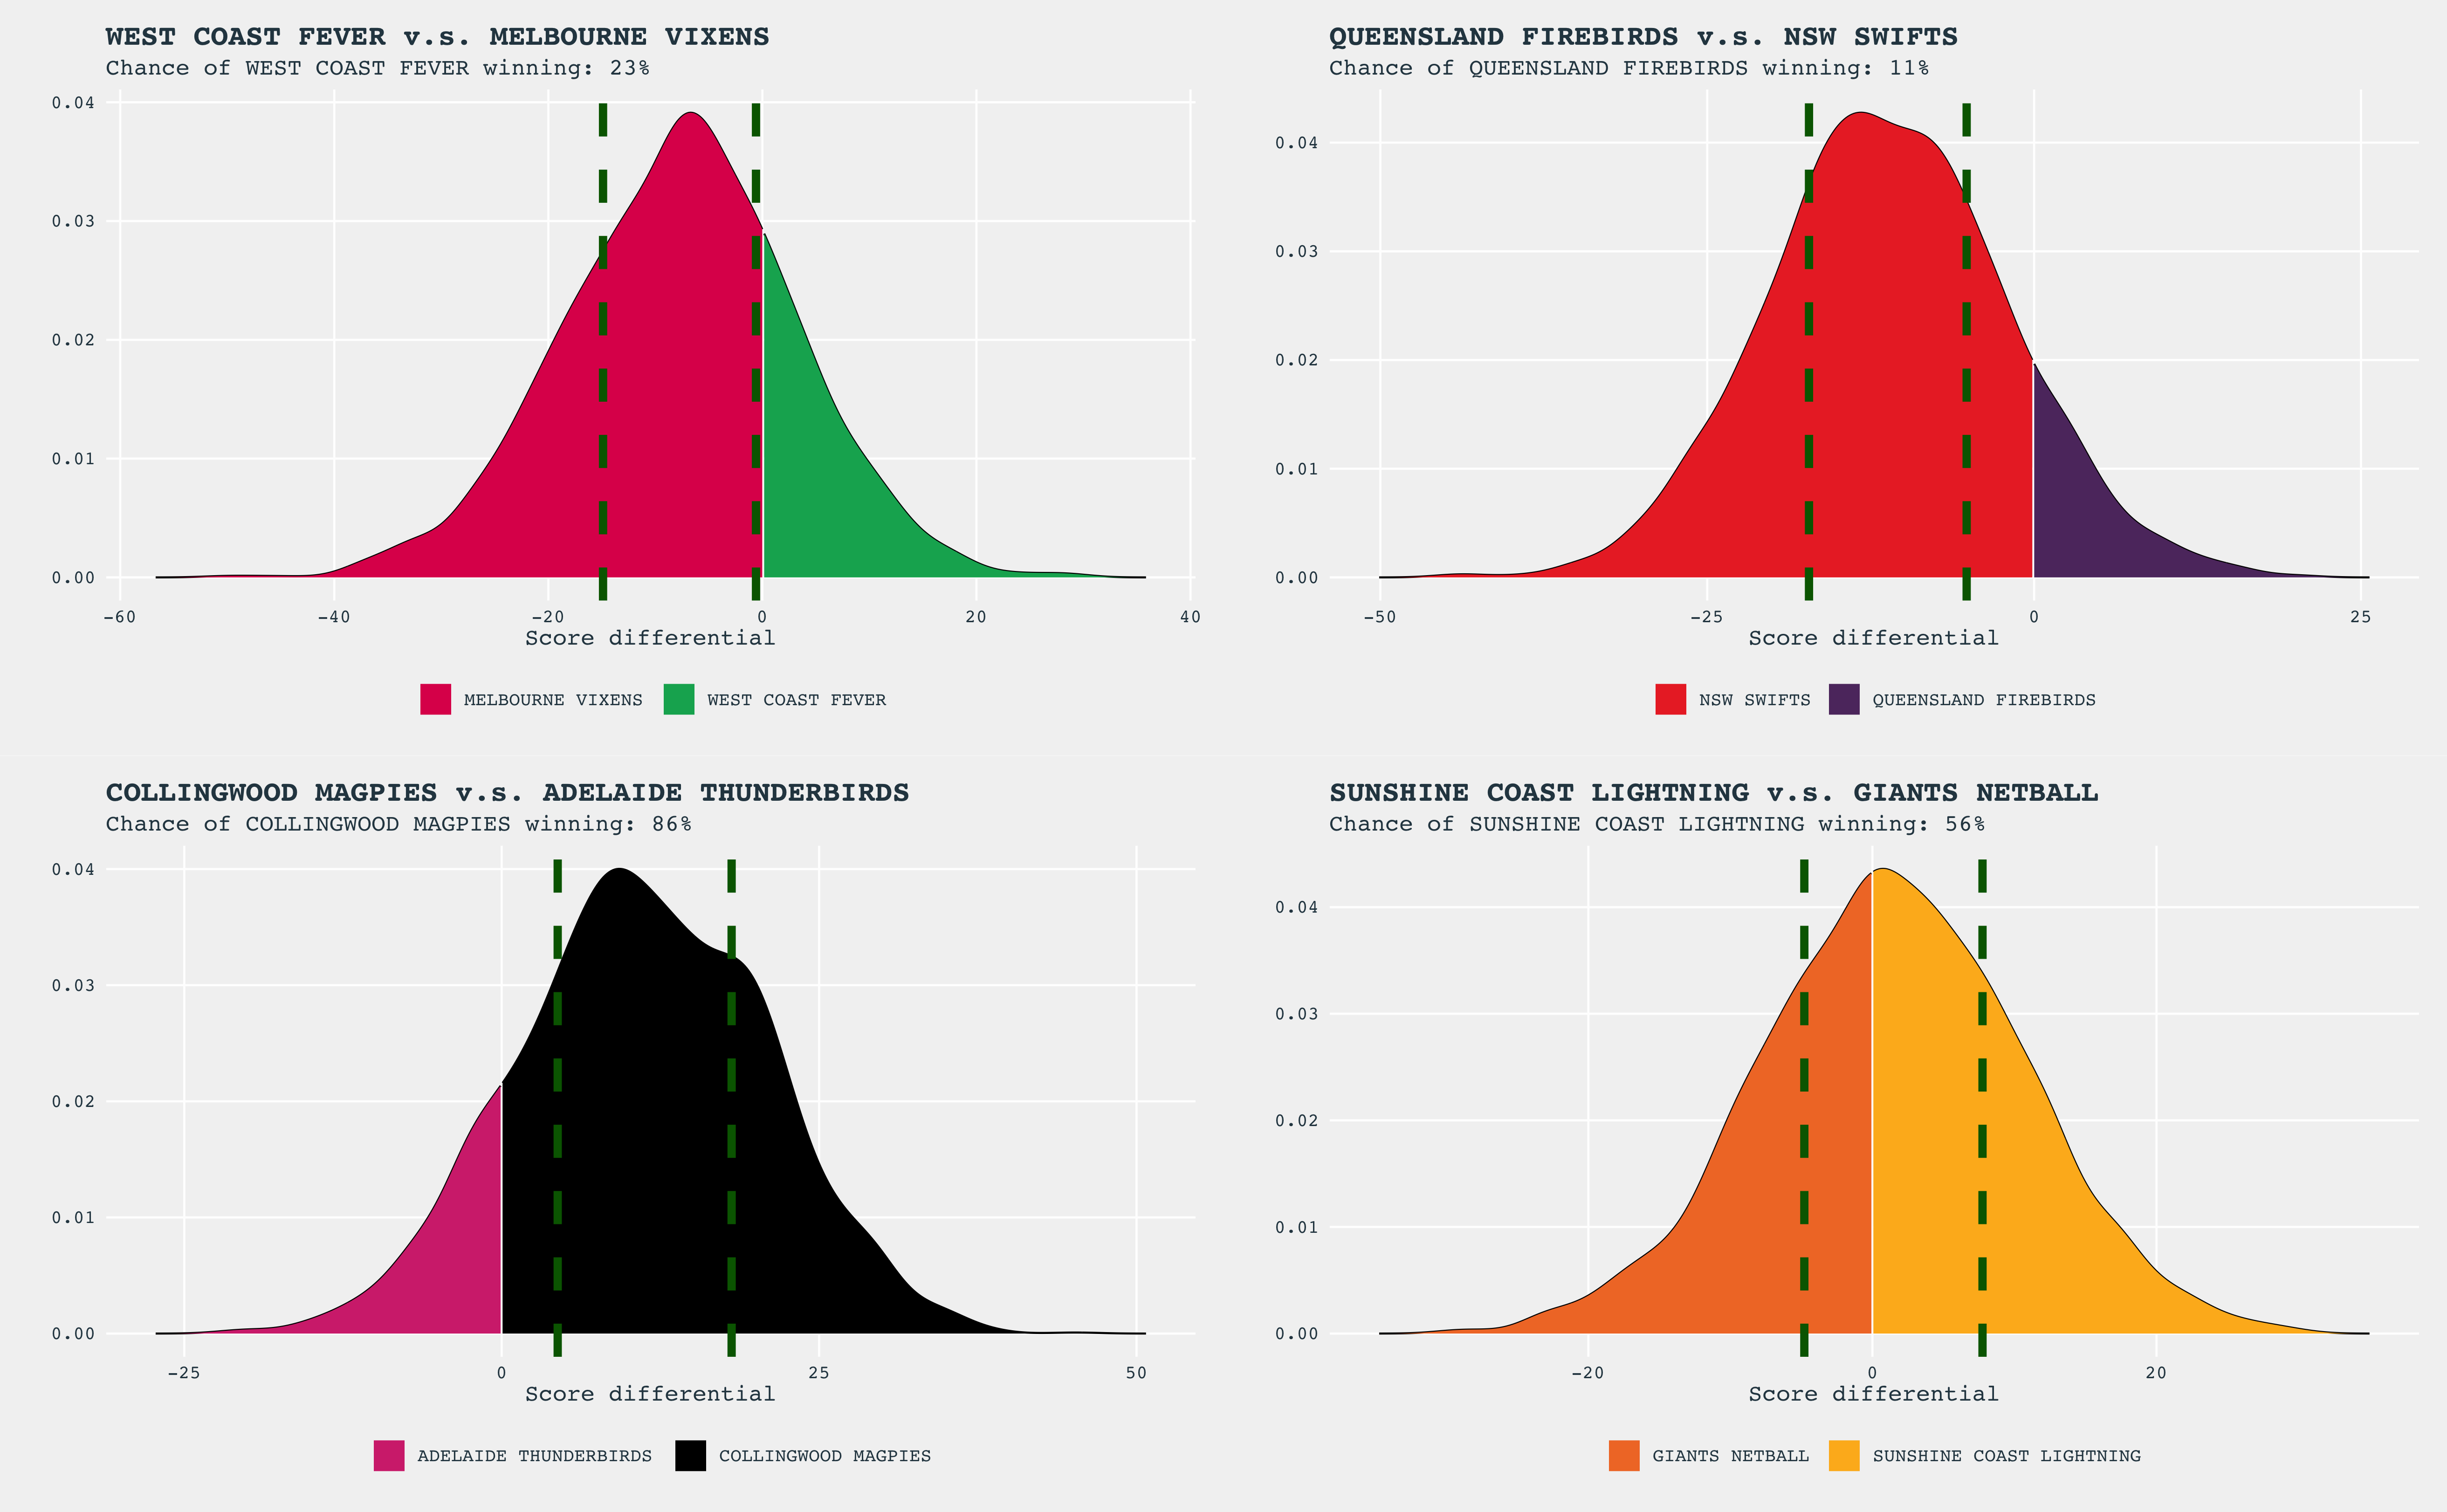 WEST COAST FEVER v.s. MELBOURNE VIXENS
Chance of WEST COAST FEVER winning: 23%
0.04
0.03
0.02
0.01
0.00
-60 -40 -20 0 20 40
Score differential
MELBOURNE VIXENS WEST COAST FEVER
QUEENSLAND FIREBIRDS v.s. NSW SWIFTS
Chance of QUEENSLAND FIREBIRDS winning: 11%
0.04
0.03
0.02
0.01
0.00
-50 -25 0 25
Score differential
NSW SWIFTS QUEENSLAND FIREBIRDS
COLLINGWOOD MAGPIES v.s. ADELAIDE THUNDERBIRDS
Chance of COLLINGWOOD MAGPIES winning: 86%
0.04
0.03
0.02
0.01
0.00
-25 0 25 50
Score differential
ADELAIDE THUNDERBIRDS COLLINGWOOD MAGPIES
SUNSHINE COAST LIGHTNING v.s. GIANTS NETBALL
Chance of SUNSHINE COAST LIGHTNING winning: 56%
0.04
0.03
0.02
0.01
0.00
-20 0 20
Score differential
GIANTS NETBALL SUNSHINE COAST LIGHTNING